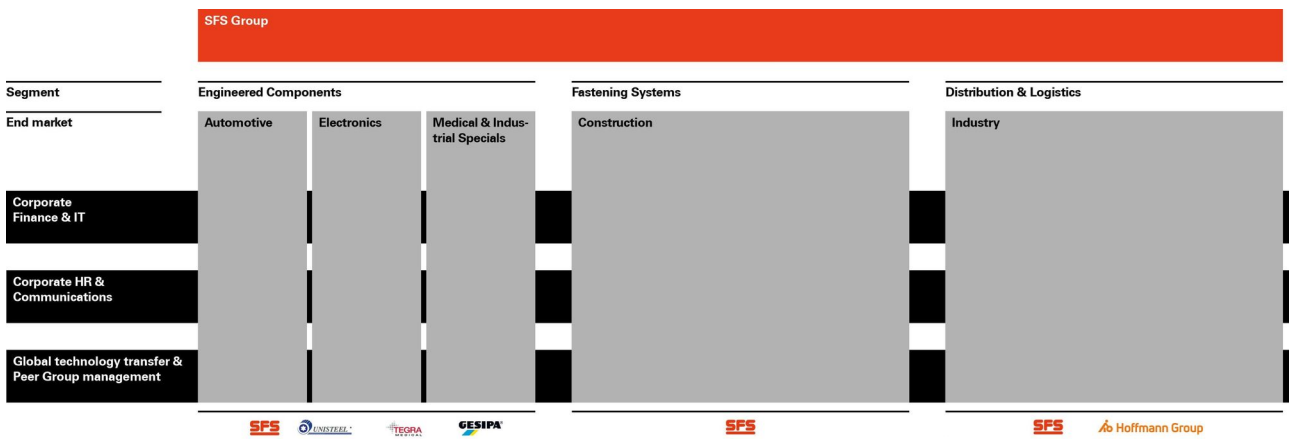 SFS Group
Segment
Engineered Components
Fastening Systems
Distribution & Logistics
End market
Automotive
Electronics
Medical & Indus-
trial Specials
Construction
Industry
Corporate
Finance & IT
Corporate HR &
Communications
Global technology transfer &
Peer Group management
SFS
UNISTEEL
TEGRA
MEDICAL
GESIPA
SFS
SFS
Hoffmann Group